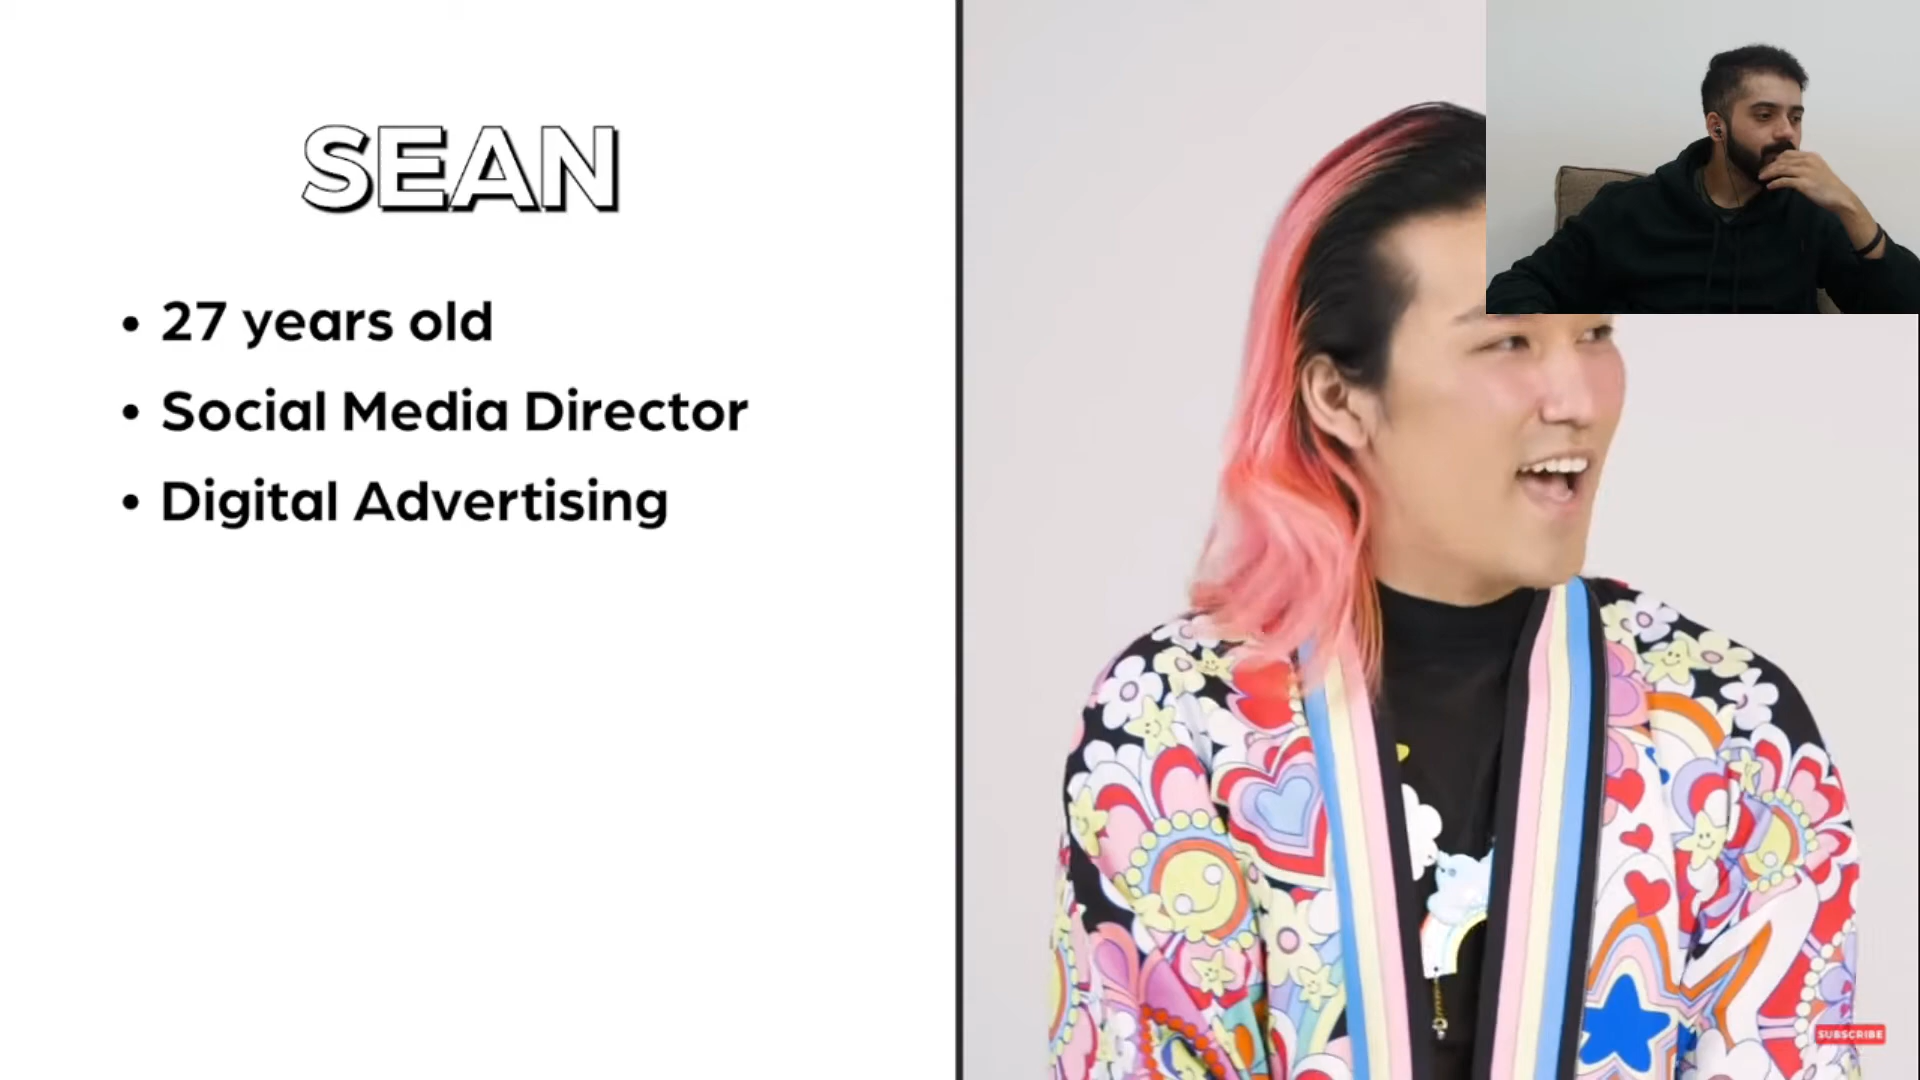 SEAN
• 27 years old
• Social Media Director
• Digital Advertising
SUBSCRIBE